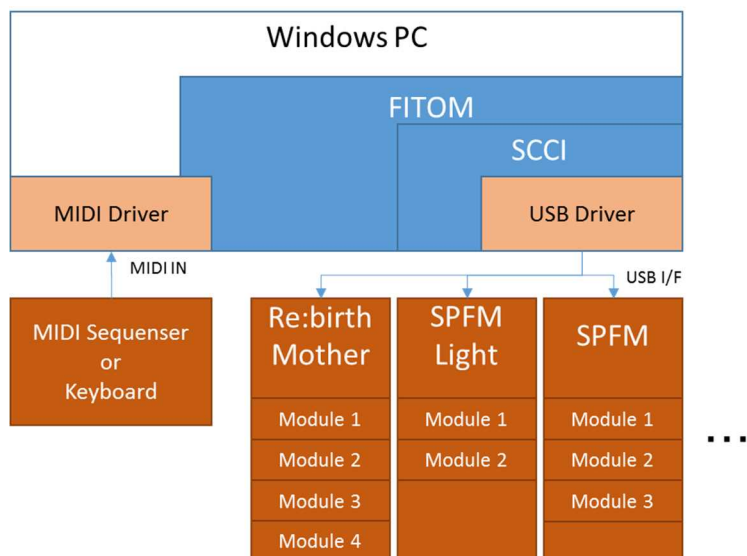 Windows PC
FITOM
SCCI
MIDI Driver
USB Driver
MIDI IN
USB I/F
MIDI Sequenser
or
Keyboard
Re:birth
Mother
Module 1
Module 2
Module 3
Module 4
SPFM
Light
Module 1
Module 2
SPFM
Module 1
Module 2
Module 3
...